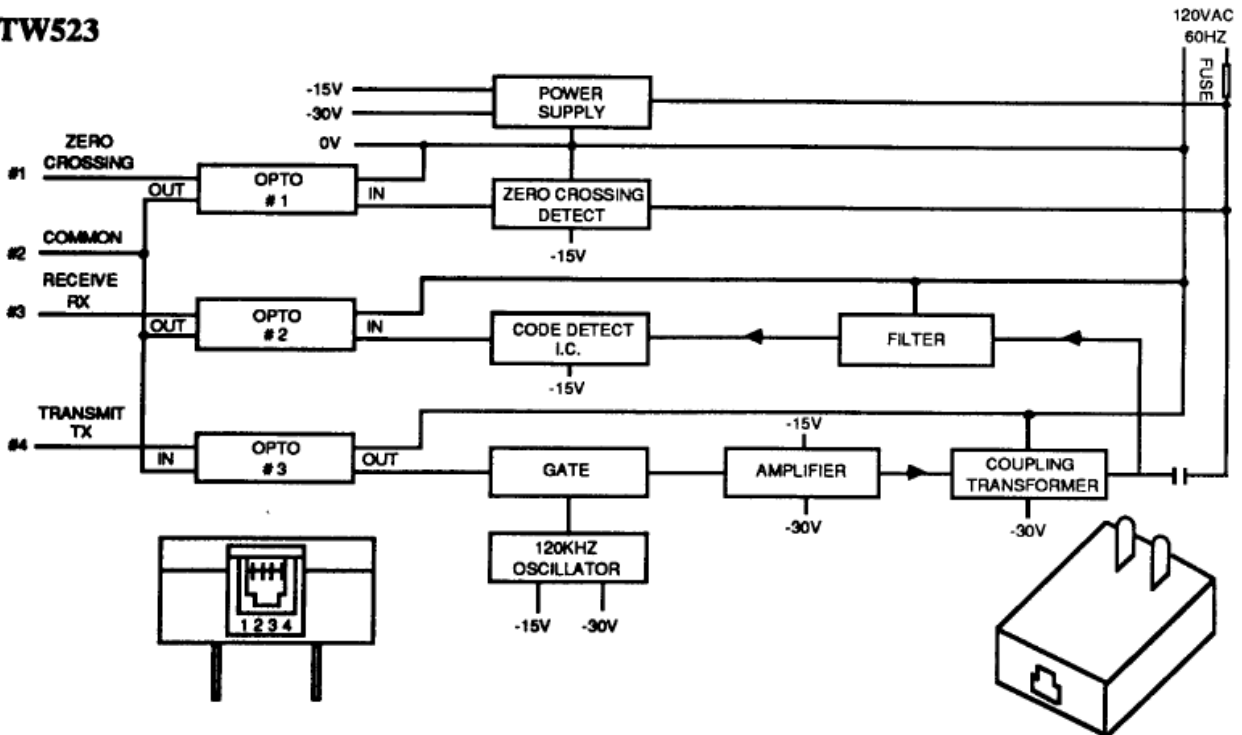 TW523
120VAC
60HZ
FUSE
-15V
-30V
0V
POWER
SUPPLY
ZERO
#1 CROSSING
OUT
OPTO
#1
IN
ZERO CROSSING
DETECT
-15V
#2 COMMON
RECEIVE
#3 RX
OUT
OPTO
#2
IN
CODE DETECT
I.C.
-15V
FILTER
TRANSMIT
#4 TX
IN
OPTO
#3
OUT
GATE
-15V
AMPLIFIER
-30V
COUPLING
TRANSFORMER
-30V
120KHZ
OSCILLATOR
-15V -30V
1 2 3 4